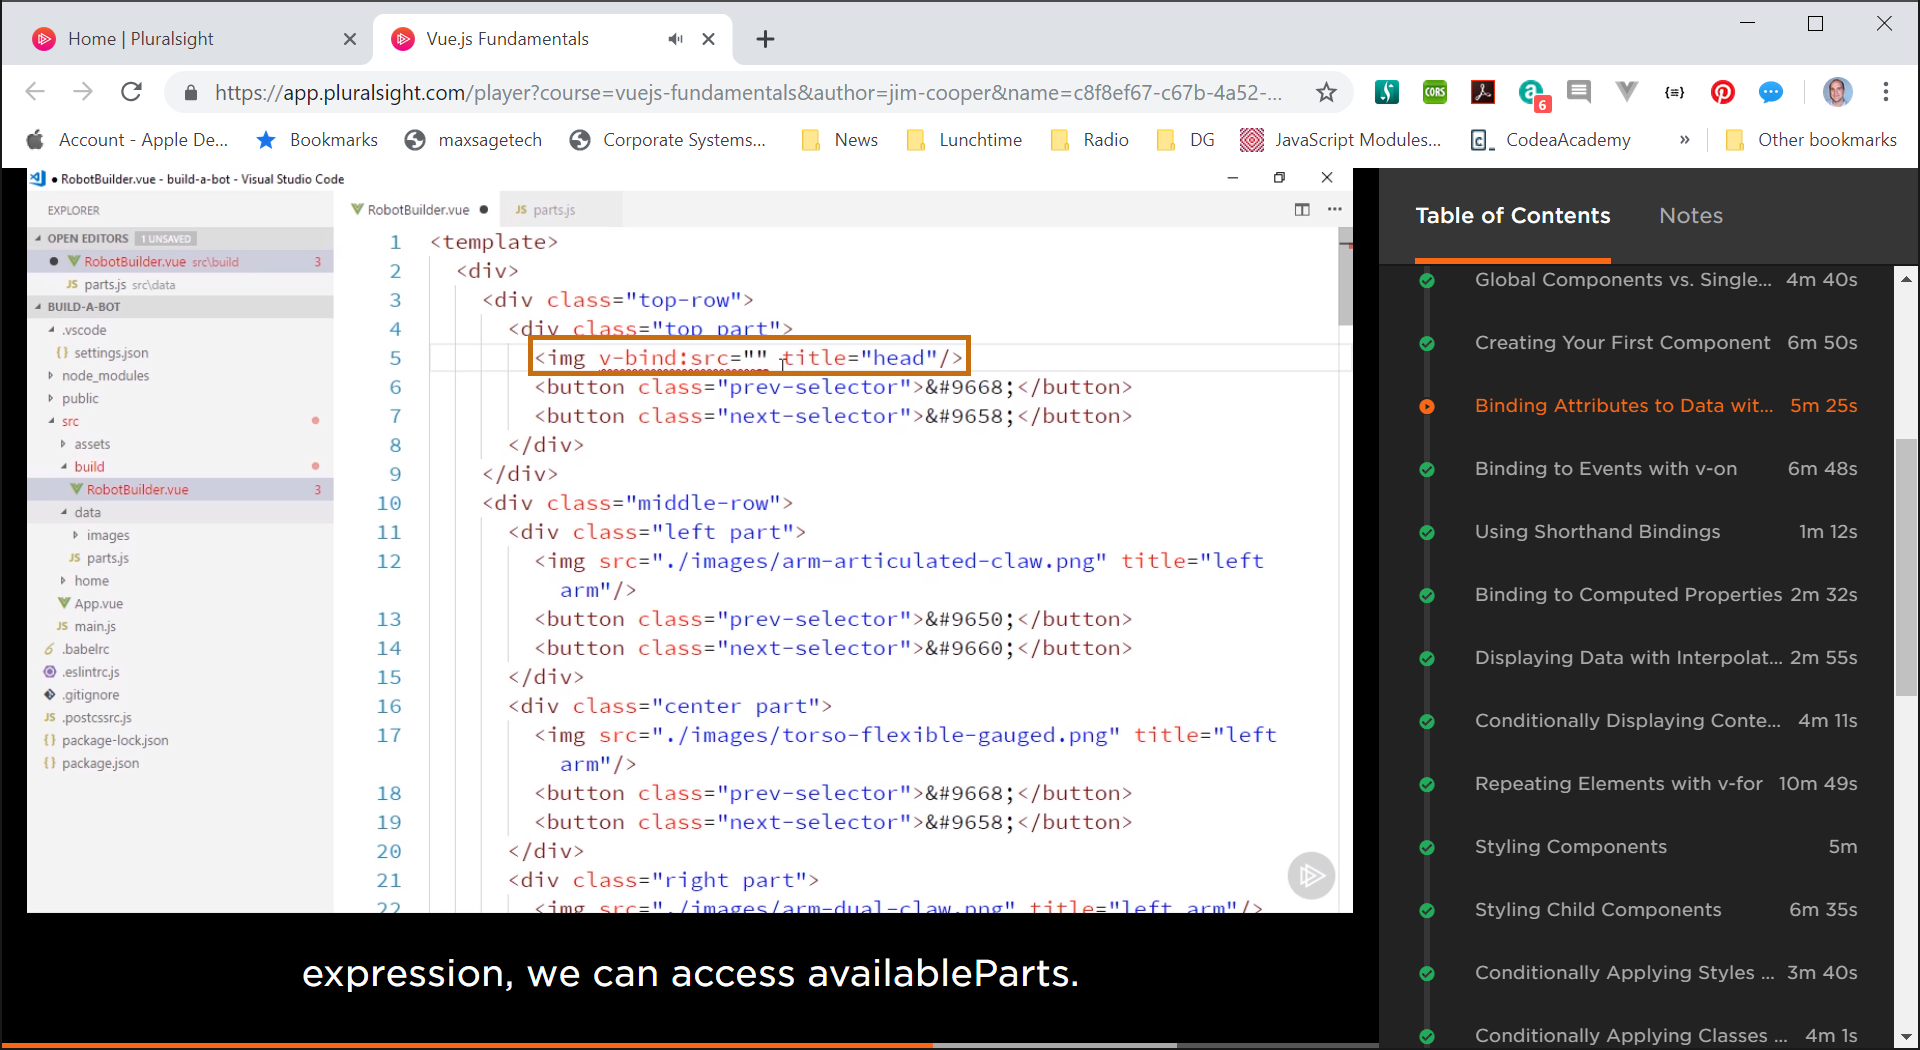 Home | Pluralsight
Vue.js Fundamentals
https://app.pluralsight.com/player?course=vuejs-fundamentals&author=jim-cooper&name=c8f8ef67-c67b-4a52-...
CORS
6
Account - Apple De...
Bookmarks
maxsagetech
Corporate Systems...
News
Lunchtime
Radio
DG
JavaScript Modules...
CodeaAcademy
»
Other bookmarks
● RobotBuilder.vue - build-a-bot - Visual Studio Code
EXPLORER
OPEN EDITORS 1 UNSAVED
RobotBuilder.vue src\build 3
JS parts.js src\data
BUILD-A-BOT
.vscode
{} settings.json
node_modules
public
src
assets
build
RobotBuilder.vue 3
data
images
JS parts.js
home
App.vue
JS main.js
.babelrc
.eslintrc.js
.gitignore
JS .postcssrc.js
{} package-lock.json
{} package.json
RobotBuilder.vue ●
JS parts.js
1 <template>
2 <div>
3 <div class="top-row">
4 <div class="top part">
5 <img v-bind:src="" title="head"/>
6 <button class="prev-selector">&#9668;</button>
7 <button class="next-selector">&#9658;</button>
8 </div>
9 </div>
10 <div class="middle-row">
11 <div class="left part">
12 <img src="./images/arm-articulated-claw.png" title="left
arm"/>
13 <button class="prev-selector">&#9650;</button>
14 <button class="next-selector">&#9660;</button>
15 </div>
16 <div class="center part">
17 <img src="./images/torso-flexible-gauged.png" title="left
arm"/>
18 <button class="prev-selector">&#9668;</button>
19 <button class="next-selector">&#9658;</button>
20 </div>
21 <div class="right part">
22 <img src="./images/arm-dual-claw.png" title="left arm"/>
expression, we can access availableParts.
Table of Contents
Notes
Global Components vs. Single... 4m 40s
Creating Your First Component 6m 50s
Binding Attributes to Data wit... 5m 25s
Binding to Events with v-on 6m 48s
Using Shorthand Bindings 1m 12s
Binding to Computed Properties 2m 32s
Displaying Data with Interpolat... 2m 55s
Conditionally Displaying Conte... 4m 11s
Repeating Elements with v-for 10m 49s
Styling Components 5m
Styling Child Components 6m 35s
Conditionally Applying Styles ... 3m 40s
Conditionally Applying Classes ... 4m 1s